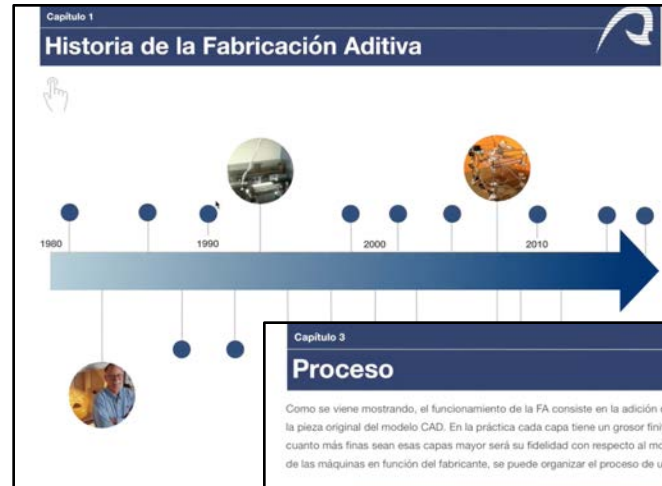 Capítulo 1
Historia de la Fabricación Aditiva
1980
1990
2000
2010
Capítulo 3
Proceso
Como se viene mostrando, el funcionamiento de la FA consiste en la adición
la pieza original del modelo CAD. En la práctica cada capa tiene un grosor
cuanto más finas sean esas capas mayor será su fidelidad con respecto al
de las máquinas en función del fabricante, se puede organizar el proceso de